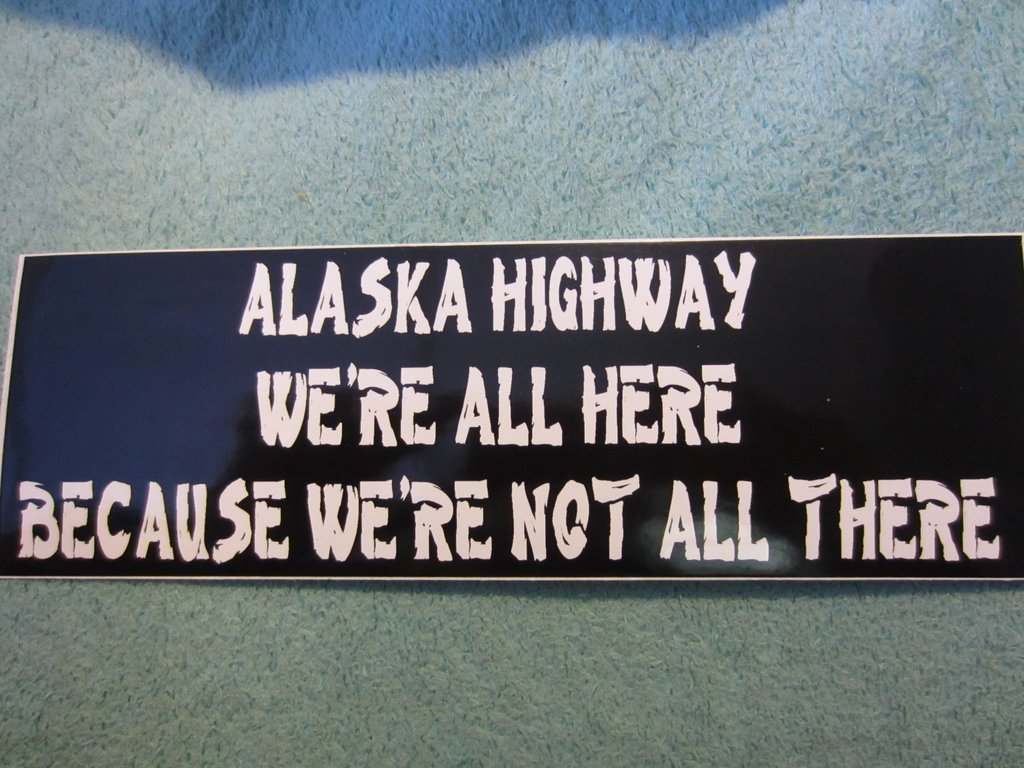 ALASKA HIGHWAY
WE'RE ALL HERE
BECAUSE WE'RE NOT ALL THERE